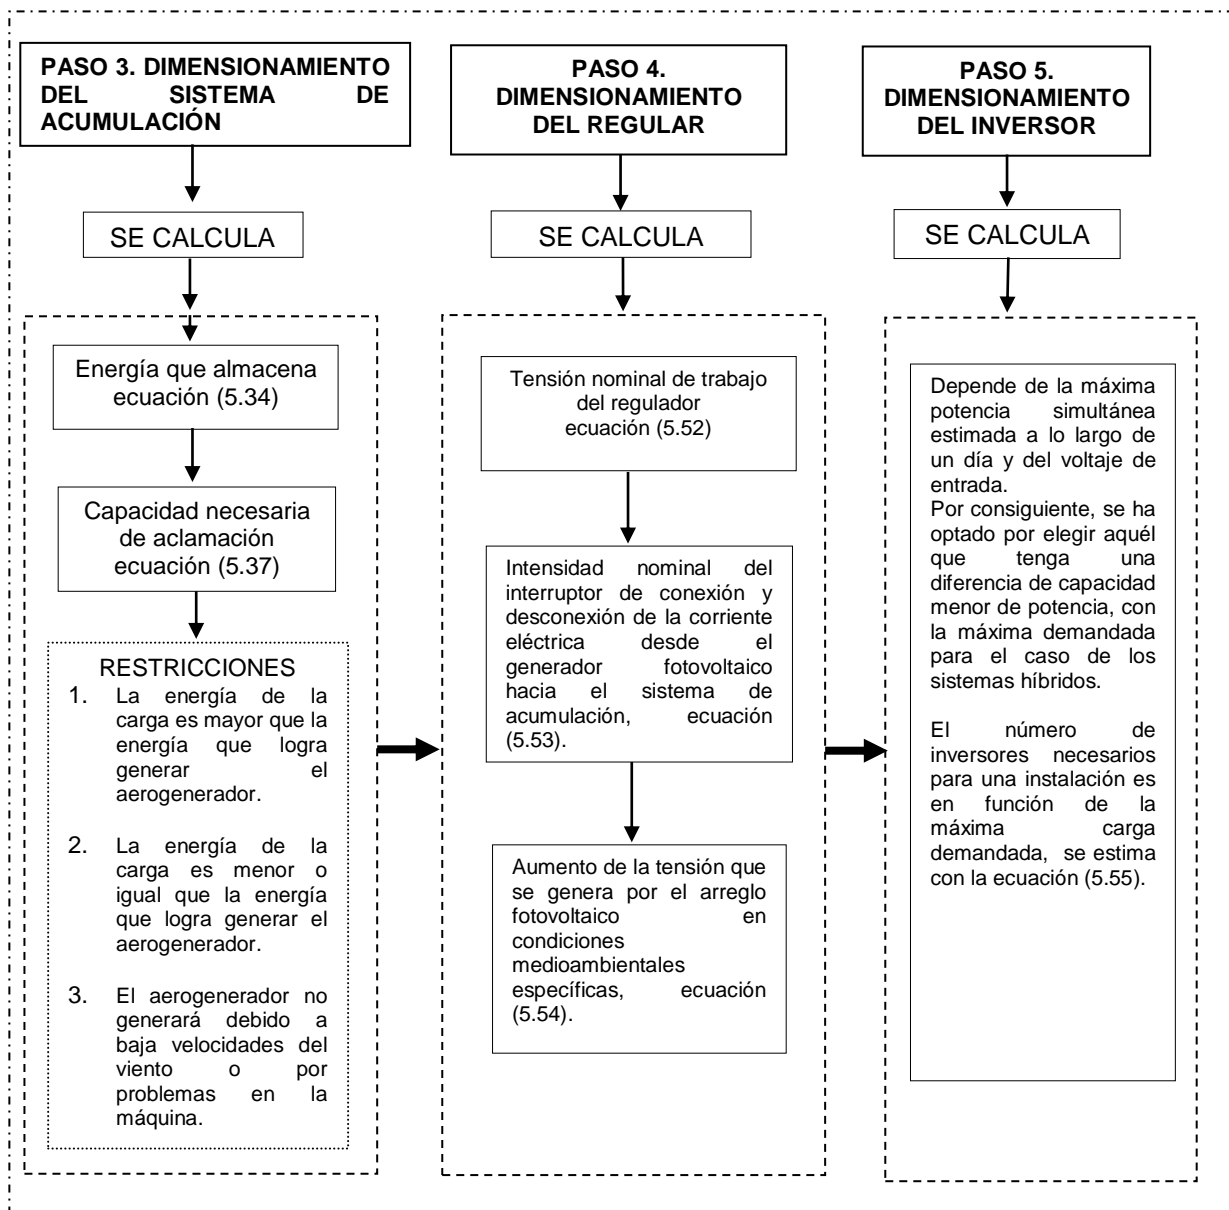 PASO 3. DIMENSIONAMIENTO
DEL SISTEMA DE
ACUMULACIÓN
SE CALCULA
Energía que almacena
ecuación (5.34)
Capacidad necesaria
de aclamación
ecuación (5.37)
RESTRICCIONES
1. La energía de la
carga es mayor que la
energía que logra
generar el
aerogenerador.
2. La energía de la
carga es menor o
igual que la energía
que logra generar el
aerogenerador.
3. El aerogenerador no
generará debido a
baja velocidades del
viento o por
problemas en la
máquina.
PASO 4.
DIMENSIONAMIENTO
DEL REGULAR
SE CALCULA
Tensión nominal de trabajo
del regulador
ecuación (5.52)
Intensidad nominal del
interruptor de conexión y
desconexión de la corriente
eléctrica desde el
generador fotovoltaico
hacia el sistema de
acumulación, ecuación
(5.53).
Aumento de la tensión que
se genera por el arreglo
fotovoltaico en
condiciones
medioambientales
específicas, ecuación
(5.54).
PASO 5.
DIMENSIONAMIENTO
DEL INVERSOR
SE CALCULA
Depende de la máxima
potencia simultánea
estimada a lo largo de
un día y del voltaje de
entrada.
Por consiguiente, se ha
optado por elegir aquél
que tenga una
diferencia de capacidad
menor de potencia, con
la máxima demandada
para el caso de los
sistemas híbridos.
El número de
inversores necesarios
para una instalación es
en función de la
máxima carga
demandada, se estima
con la ecuación (5.55).